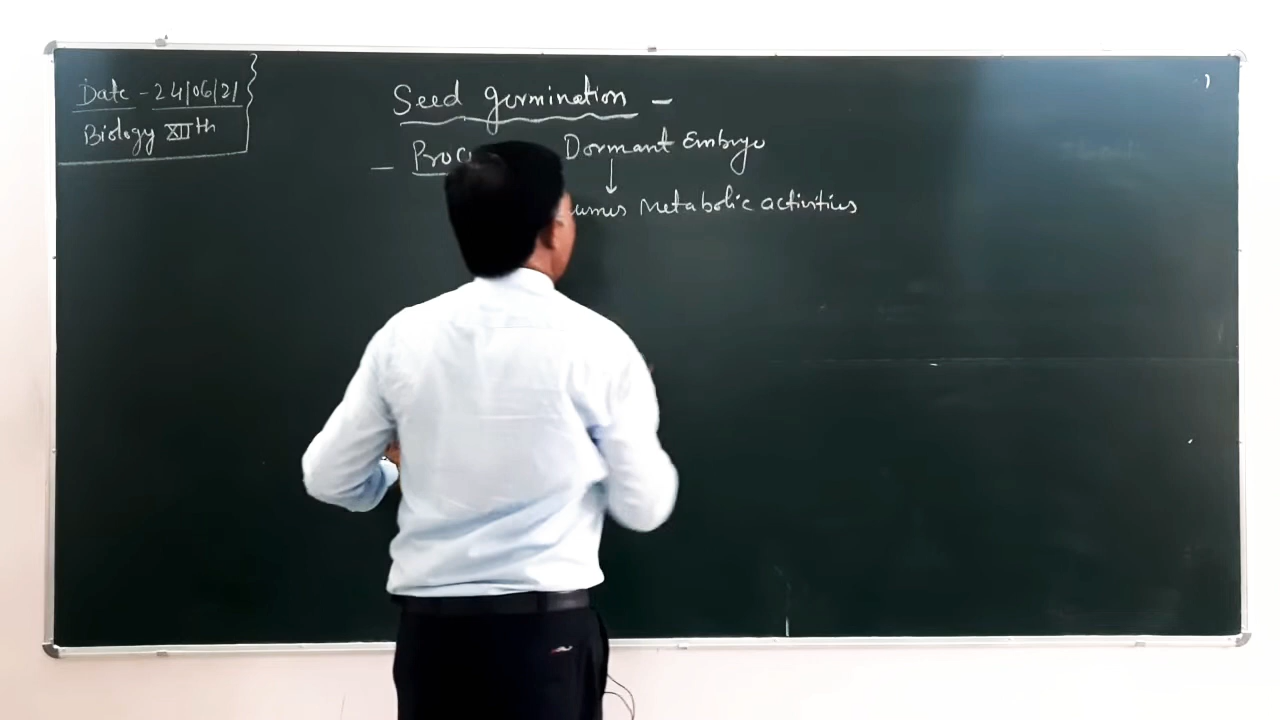 Date - 24/06/21
Biology XIIth
Seed germination -
- Dormant Embryo
↓
Metabolic activities